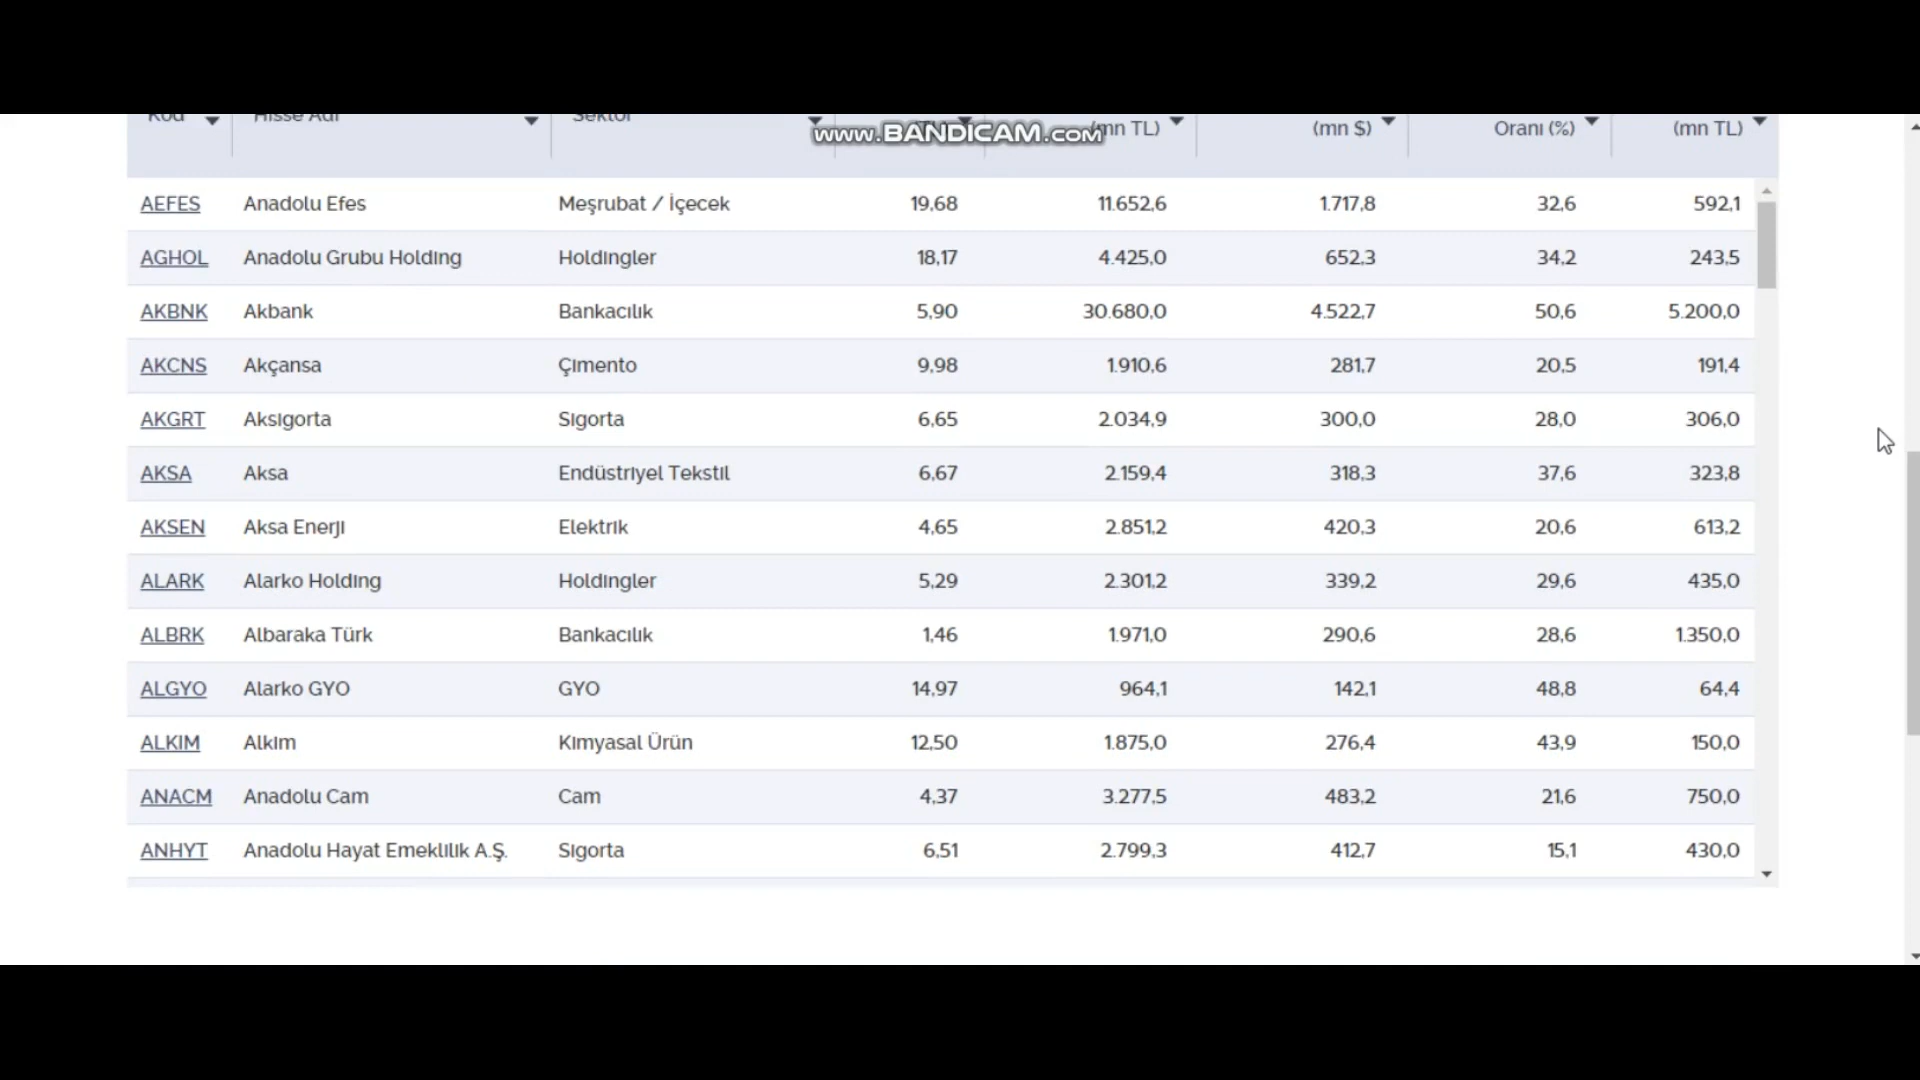 Kod Hisse Adı Sektör (mn TL) (mn $) Oranı (%) (mn TL)
www.BANDICAM.com
AEFES Anadolu Efes Meşrubat / İçecek 19,68 11.652,6 1.717,8 32,6 592,1
AGHOL Anadolu Grubu Holding Holdingler 18,17 4.425,0 652,3 34,2 243,5
AKBNK Akbank Bankacılık 5,90 30.680,0 4.522,7 50,6 5.200,0
AKCNS Akçansa Çimento 9,98 1.910,6 281,7 20,5 191,4
AKGRT Aksigorta Sigorta 6,65 2.034,9 300,0 28,0 306,0
AKSA Aksa Endüstriyel Tekstil 6,67 2.159,4 318,3 37,6 323,8
AKSEN Aksa Enerji Elektrik 4,65 2.851,2 420,3 20,6 613,2
ALARK Alarko Holding Holdingler 5,29 2.301,2 339,2 29,6 435,0
ALBRK Albaraka Türk Bankacılık 1,46 1.971,0 290,6 28,6 1.350,0
ALGYO Alarko GYO GYO 14,97 964,1 142,1 48,8 64,4
ALKIM Alkim Kimyasal Ürün 12,50 1.875,0 276,4 43,9 150,0
ANACM Anadolu Cam Cam 4,37 3.277,5 483,2 21,6 750,0
ANHYT Anadolu Hayat Emeklilik A.Ş. Sigorta 6,51 2.799,3 412,7 15,1 430,0